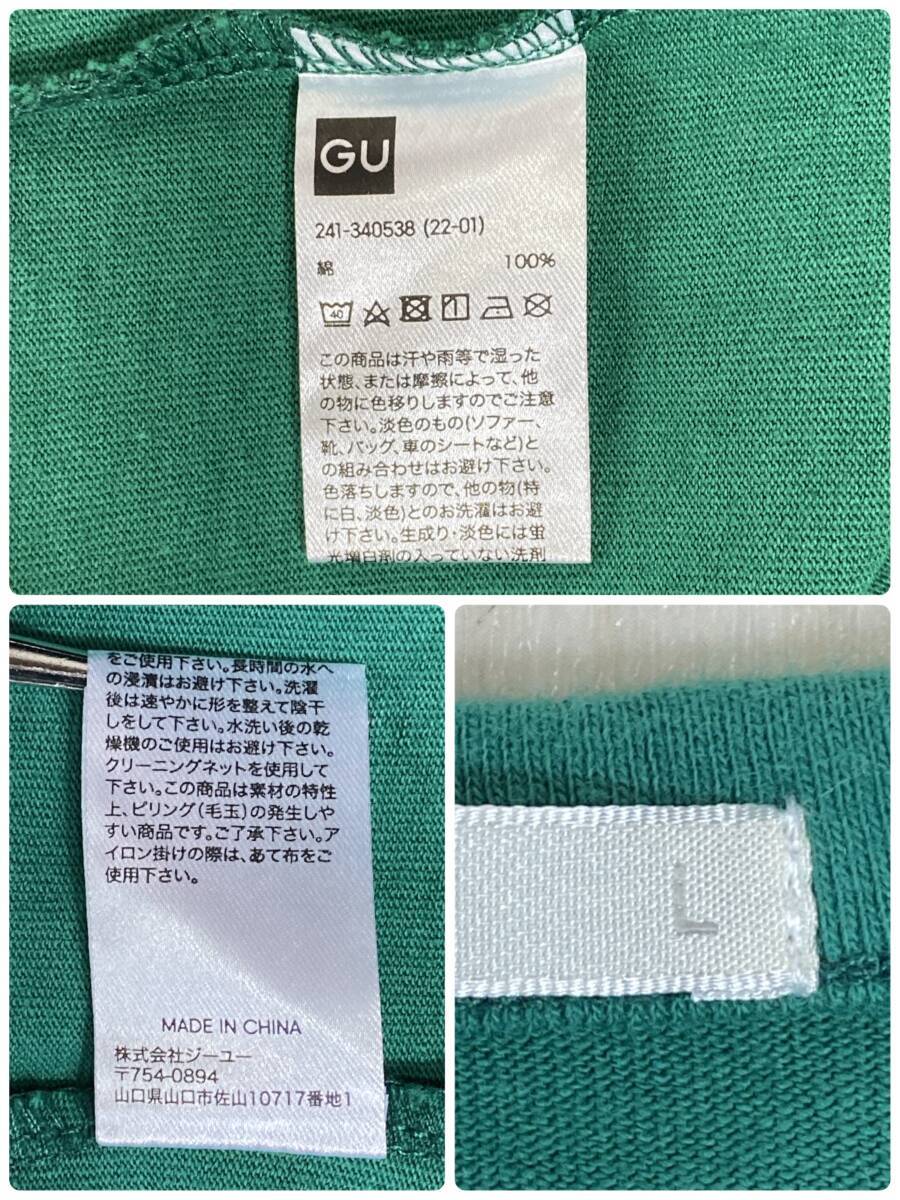 GU
241-340538 (22-01)
綿 100%
40
この商品は汗や雨等で湿った
状態、または摩擦によって、他
の物に色移りしますのでご注意
下さい。淡色のもの(ソファー、
靴、バッグ、車のシートなど)と
の組み合わせはお避け下さい。
色落ちしますので、他の物(特
に白、淡色)とのお洗濯はお避
け下さい。生成り・淡色には蛍
光増白剤の入っていない洗剤
をご使用下さい。長時間の水へ
の浸漬はお避け下さい。洗濯
後は速やかに形を整えて陰干
しをして下さい。水洗い後の乾
燥機のご使用はお避け下さい。
クリーニングネットを使用して
下さい。この商品は素材の特性
上、ピリング(毛玉)の発生しや
すい商品です。ご了承下さい。ア
イロン掛けの際は、あて布をご
使用下さい。
MADE IN CHINA
株式会社ジーユー
〒754-0894
山口県山口市佐山10717番地1
L